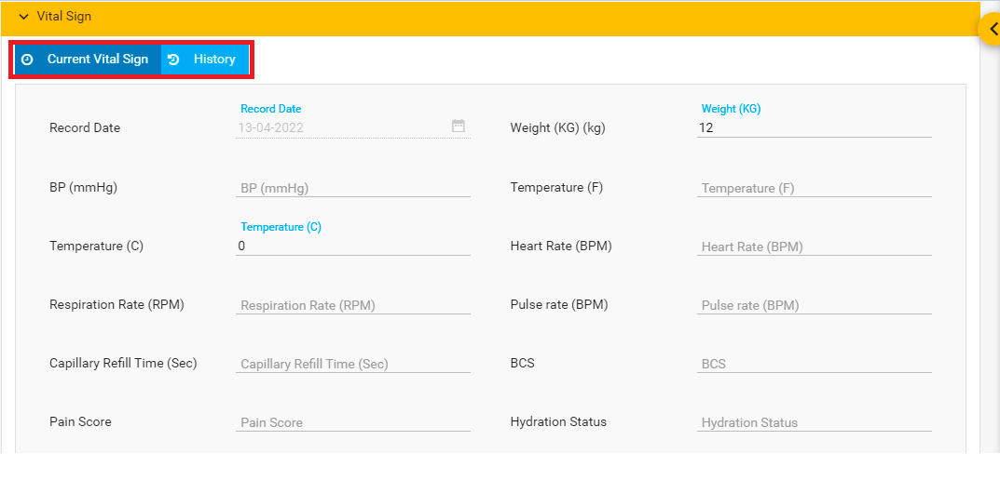 Vital Sign
Current Vital Sign History
Record Date Weight (KG)
Record Date 13-04-2022 Weight (KG) (kg) 12
BP (mmHg) BP (mmHg) Temperature (F) Temperature (F)
Temperature (C)
Temperature (C) 0 Heart Rate (BPM) Heart Rate (BPM)
Respiration Rate (RPM) Respiration Rate (RPM) Pulse rate (BPM) Pulse rate (BPM)
Capillary Refill Time (Sec) Capillary Refill Time (Sec) BCS BCS
Pain Score Pain Score Hydration Status Hydration Status